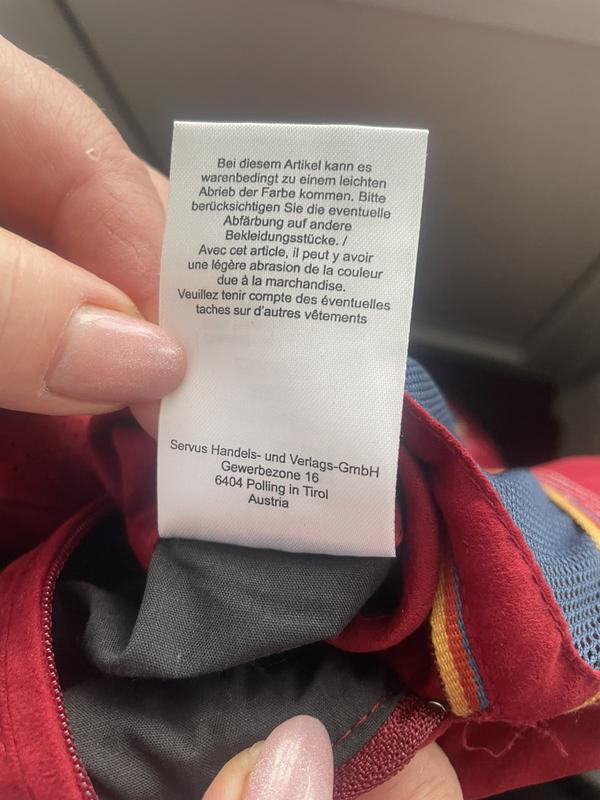 Bei diesem Artikel kann es
warenbedingt zu einem leichten
Abrieb der Farbe kommen. Bitte
berücksichtigen Sie die eventuelle
Abfärbung auf andere
Bekleidungsstücke. /
Avec cet article, il peut y avoir
une légère abrasion de la couleur
due à la marchandise.
Veuillez tenir compte des éventuelles
taches sur d'autres vêtements
Servus Handels- und Verlags-GmbH
Gewerbezone 16
6404 Polling in Tirol
Austria